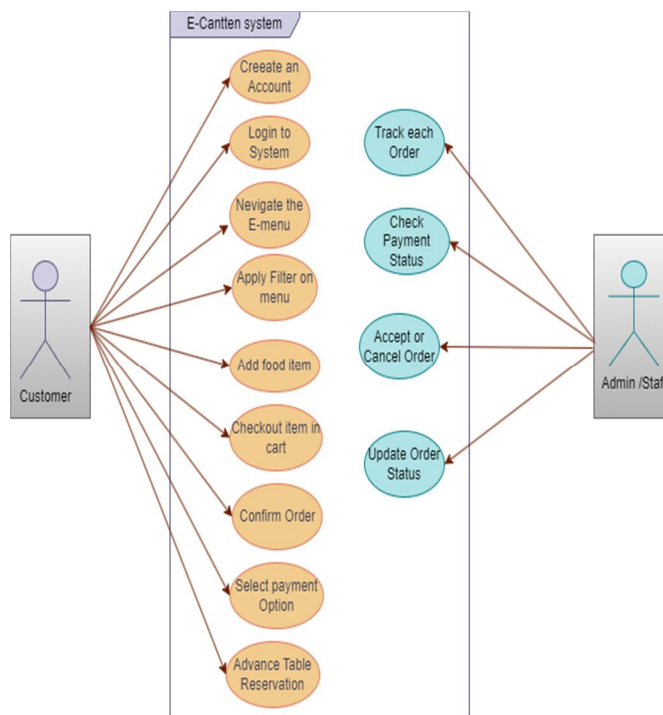 E-Cantten system
Creeate an
Account
Login to
System
Nevigate the
E-menu
Apply Filter on
menu
Add food item
Checkout item in
cart
Confirm Order
Select payment
Option
Advance Table
Reservation
Track each
Order
Check
Payment
Status
Accept or
Cancel Order
Update Order
Status
Customer
Admin /Staf